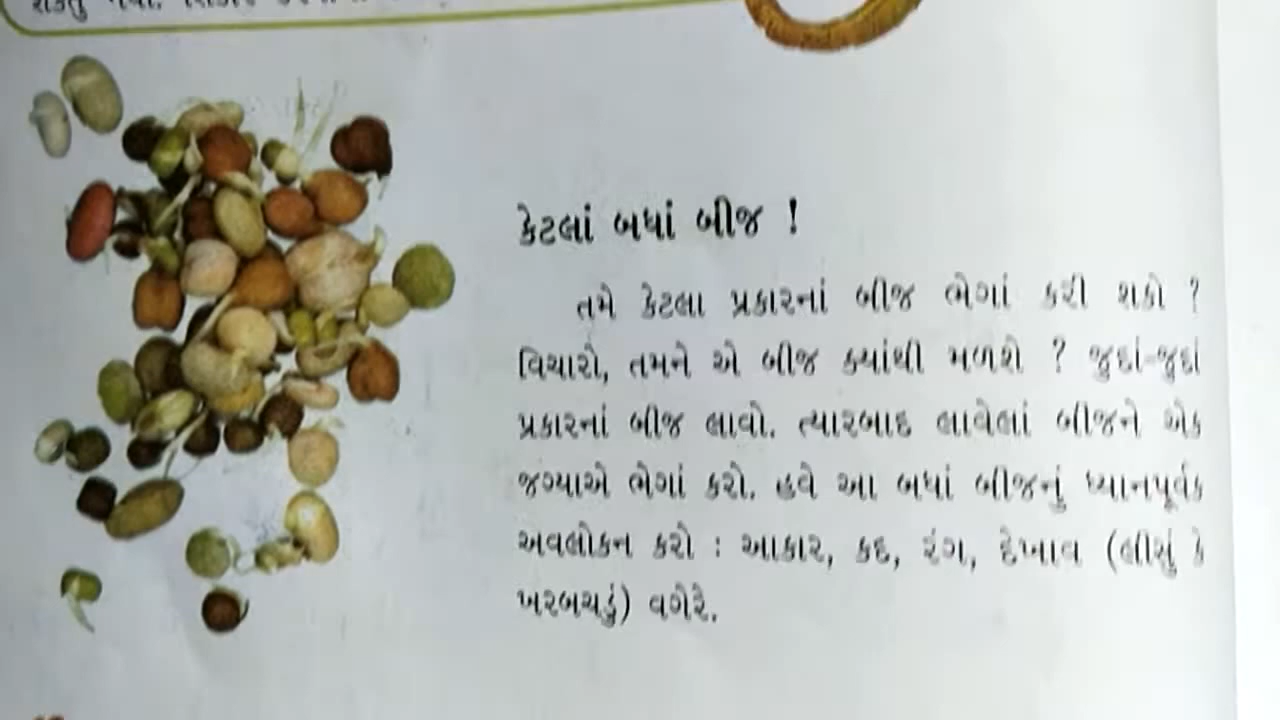 કેટલાં બધાં બીજ !
તમે કેટલા પ્રકારનાં બીજ ભેગાં કરી શકો ?
વિચારો, તમને એ બીજ ક્યાંથી મળશે ? જુદાં-જુદાં
પ્રકારનાં બીજ લાવો. ત્યારબાદ લાવેલાં બીજને એક
જગ્યાએ ભેગાં કરો. હવે આ બધાં બીજનું ધ્યાનપૂર્વક
અવલોકન કરો : આકાર, કદ, રંગ, દેખાવ (લીસું કે
ખરબચડું) વગેરે.